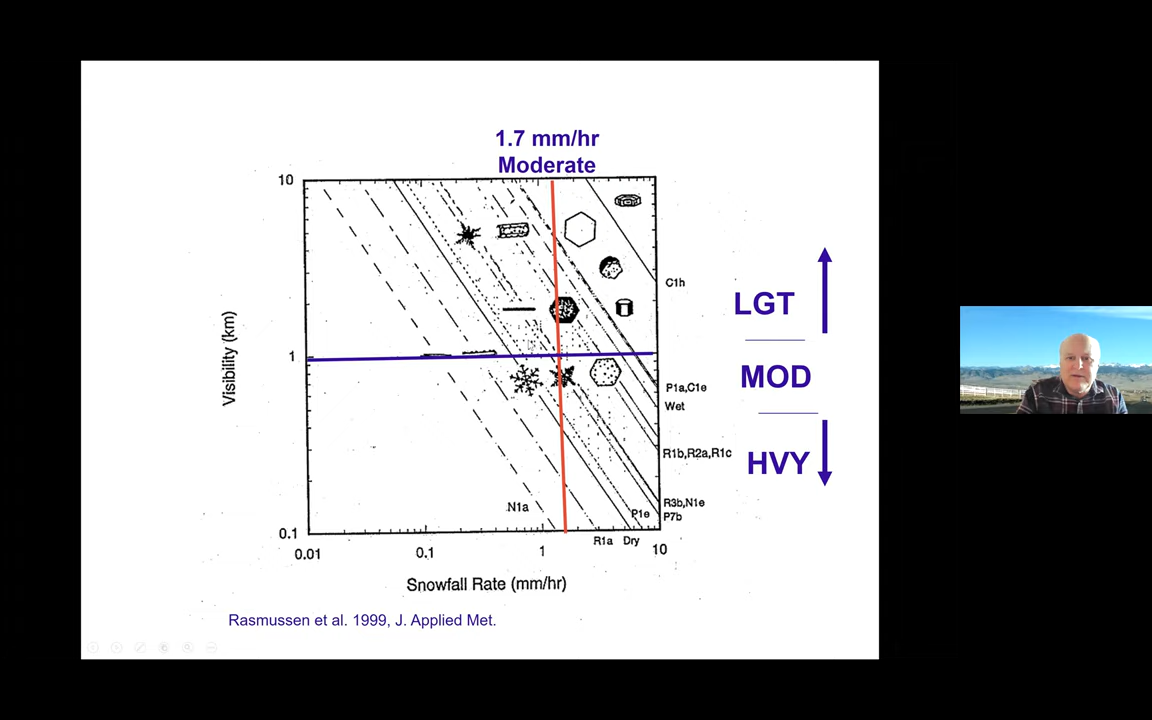 1.7 mm/hr
Moderate
10
C1h
LGT
Visibility (km)
1
P1a,C1e
MOD
Wet
R1b,R2a,R1c
HVY
N1a
R3b,N1e
P1e
P7b
0.1
R1a Dry
0.01
0.1
1
10
Snowfall Rate (mm/hr)
Rasmussen et al. 1999, J. Applied Met.